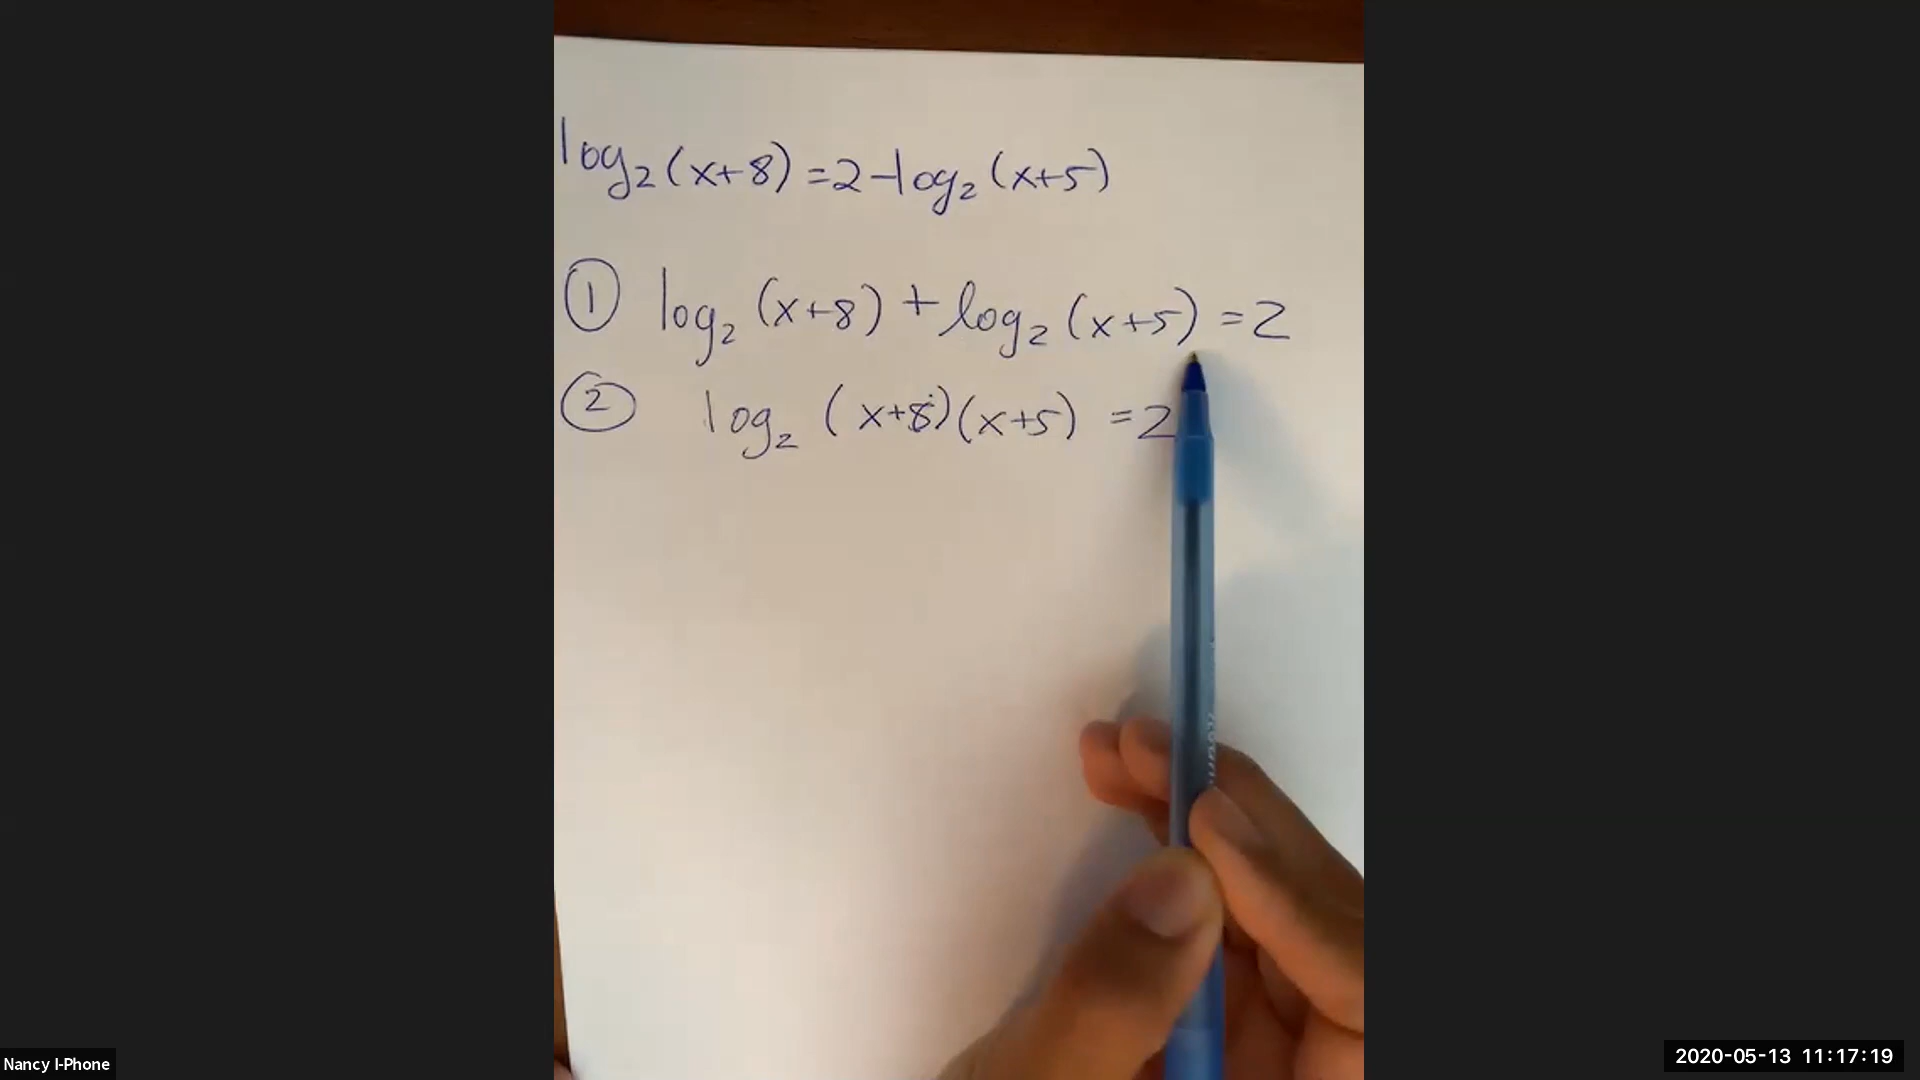 log₂(x+8)=2-log₂(x+5)
① log₂(x+8)+log₂(x+5)=2
② log₂(x+8)(x+5)=2
Nancy I-Phone
2020-05-13 11:17:19